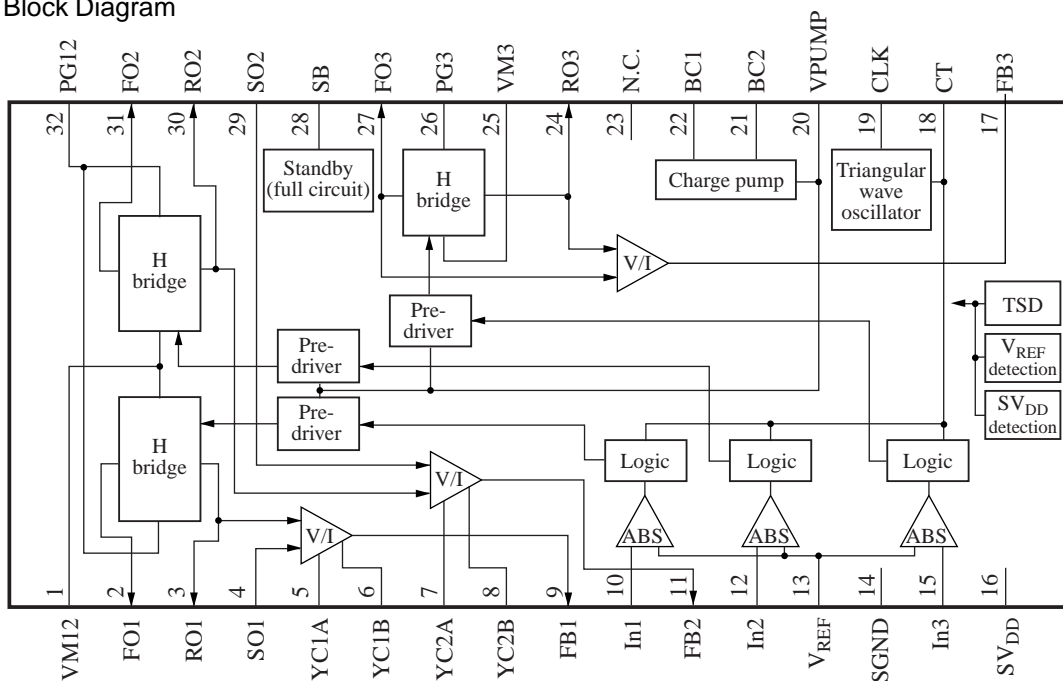 Block Diagram
PG12
FO2
RO2
SO2
SB
FO3
PG3
VM3
RO3
N.C.
BC1
BC2
VPUMP
CLK
CT
FB3
32
31
30
29
28
27
26
25
24
23
22
21
20
19
18
17
Standby
(full circuit)
H
bridge
Charge pump
Triangular
wave
oscillator
H
bridge
V/I
Pre-
driver
TSD
VREF
detection
SVDD
detection
Pre-
driver
Pre-
driver
H
bridge
Logic
Logic
Logic
V/I
V/I
ABS
ABS
ABS
1
2
3
4
5
6
7
8
9
10
11
12
13
14
15
16
VM12
FO1
RO1
SO1
YC1A
YC1B
YC2A
YC2B
FB1
In1
FB2
In2
VREF
SGND
In3
SVDD